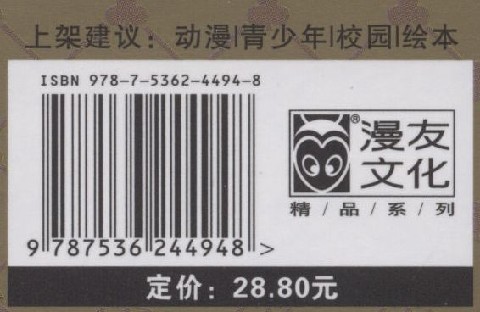 上架建议：动漫|青少年|校园|绘本
ISBN 978-7-5362-4494-8
漫友®
文化
精/品/系/列
9 787536 244948 >
定价：28.80元